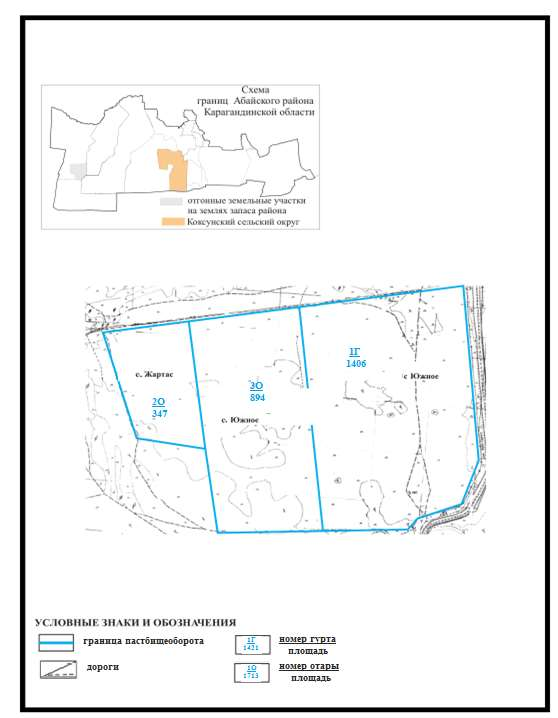 Схема
границ Абайского района
Карагандинской области
отгонные земельные участки
на землях запаса района
Коксунский сельский округ
1Г
1406
с. Жартас
3О
894
с Южное
2О
347
с. Южное
УСЛОВНЫЕ ЗНАКИ И ОБОЗНАЧЕНИЯ
граница пастбищеоборота
1Г
1421
номер гурта
площадь
дороги
1О
1713
номер отары
площадь